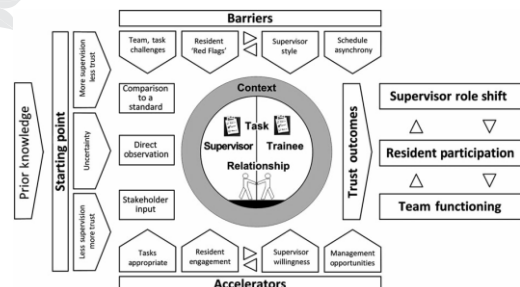 Barriers
Team, task
challenges
Resident
'Red Flags'
Supervisor
style
Schedule
asynchrony
Prior knowledge
Starting point
More supervision
less trust
Uncertainty
Less supervision
more trust
Comparison
to a
standard
Direct
observation
Stakeholder
input
Context
Task
Supervisor
Trainee
Relationship
Trust outcomes
Supervisor role shift
Resident participation
Team functioning
Tasks
appropriate
Resident
engagement
Supervisor
willingness
Management
opportunities
Accelerators